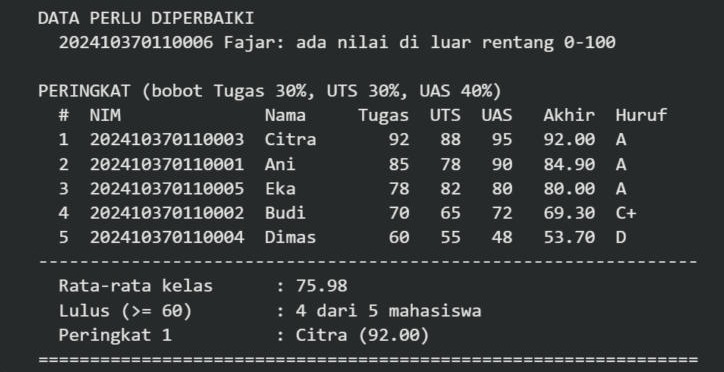 DATA PERLU DIPERBAIKI
  202410370110006 Fajar: ada nilai di luar rentang 0-100

PERINGKAT (bobot Tugas 30%, UTS 30%, UAS 40%)
  #  NIM              Nama      Tugas  UTS  UAS   Akhir  Huruf
  1  202410370110003  Citra        92   88   95   92.00  A
  2  202410370110001  Ani          85   78   90   84.90  A
  3  202410370110005  Eka          78   82   80   80.00  A
  4  202410370110002  Budi         70   65   72   69.30  C+
  5  202410370110004  Dimas        60   55   48   53.70  D
----------------------------------------------------------------
  Rata-rata kelas      : 75.98
  Lulus (>= 60)        : 4 dari 5 mahasiswa
  Peringkat 1          : Citra (92.00)
================================================================